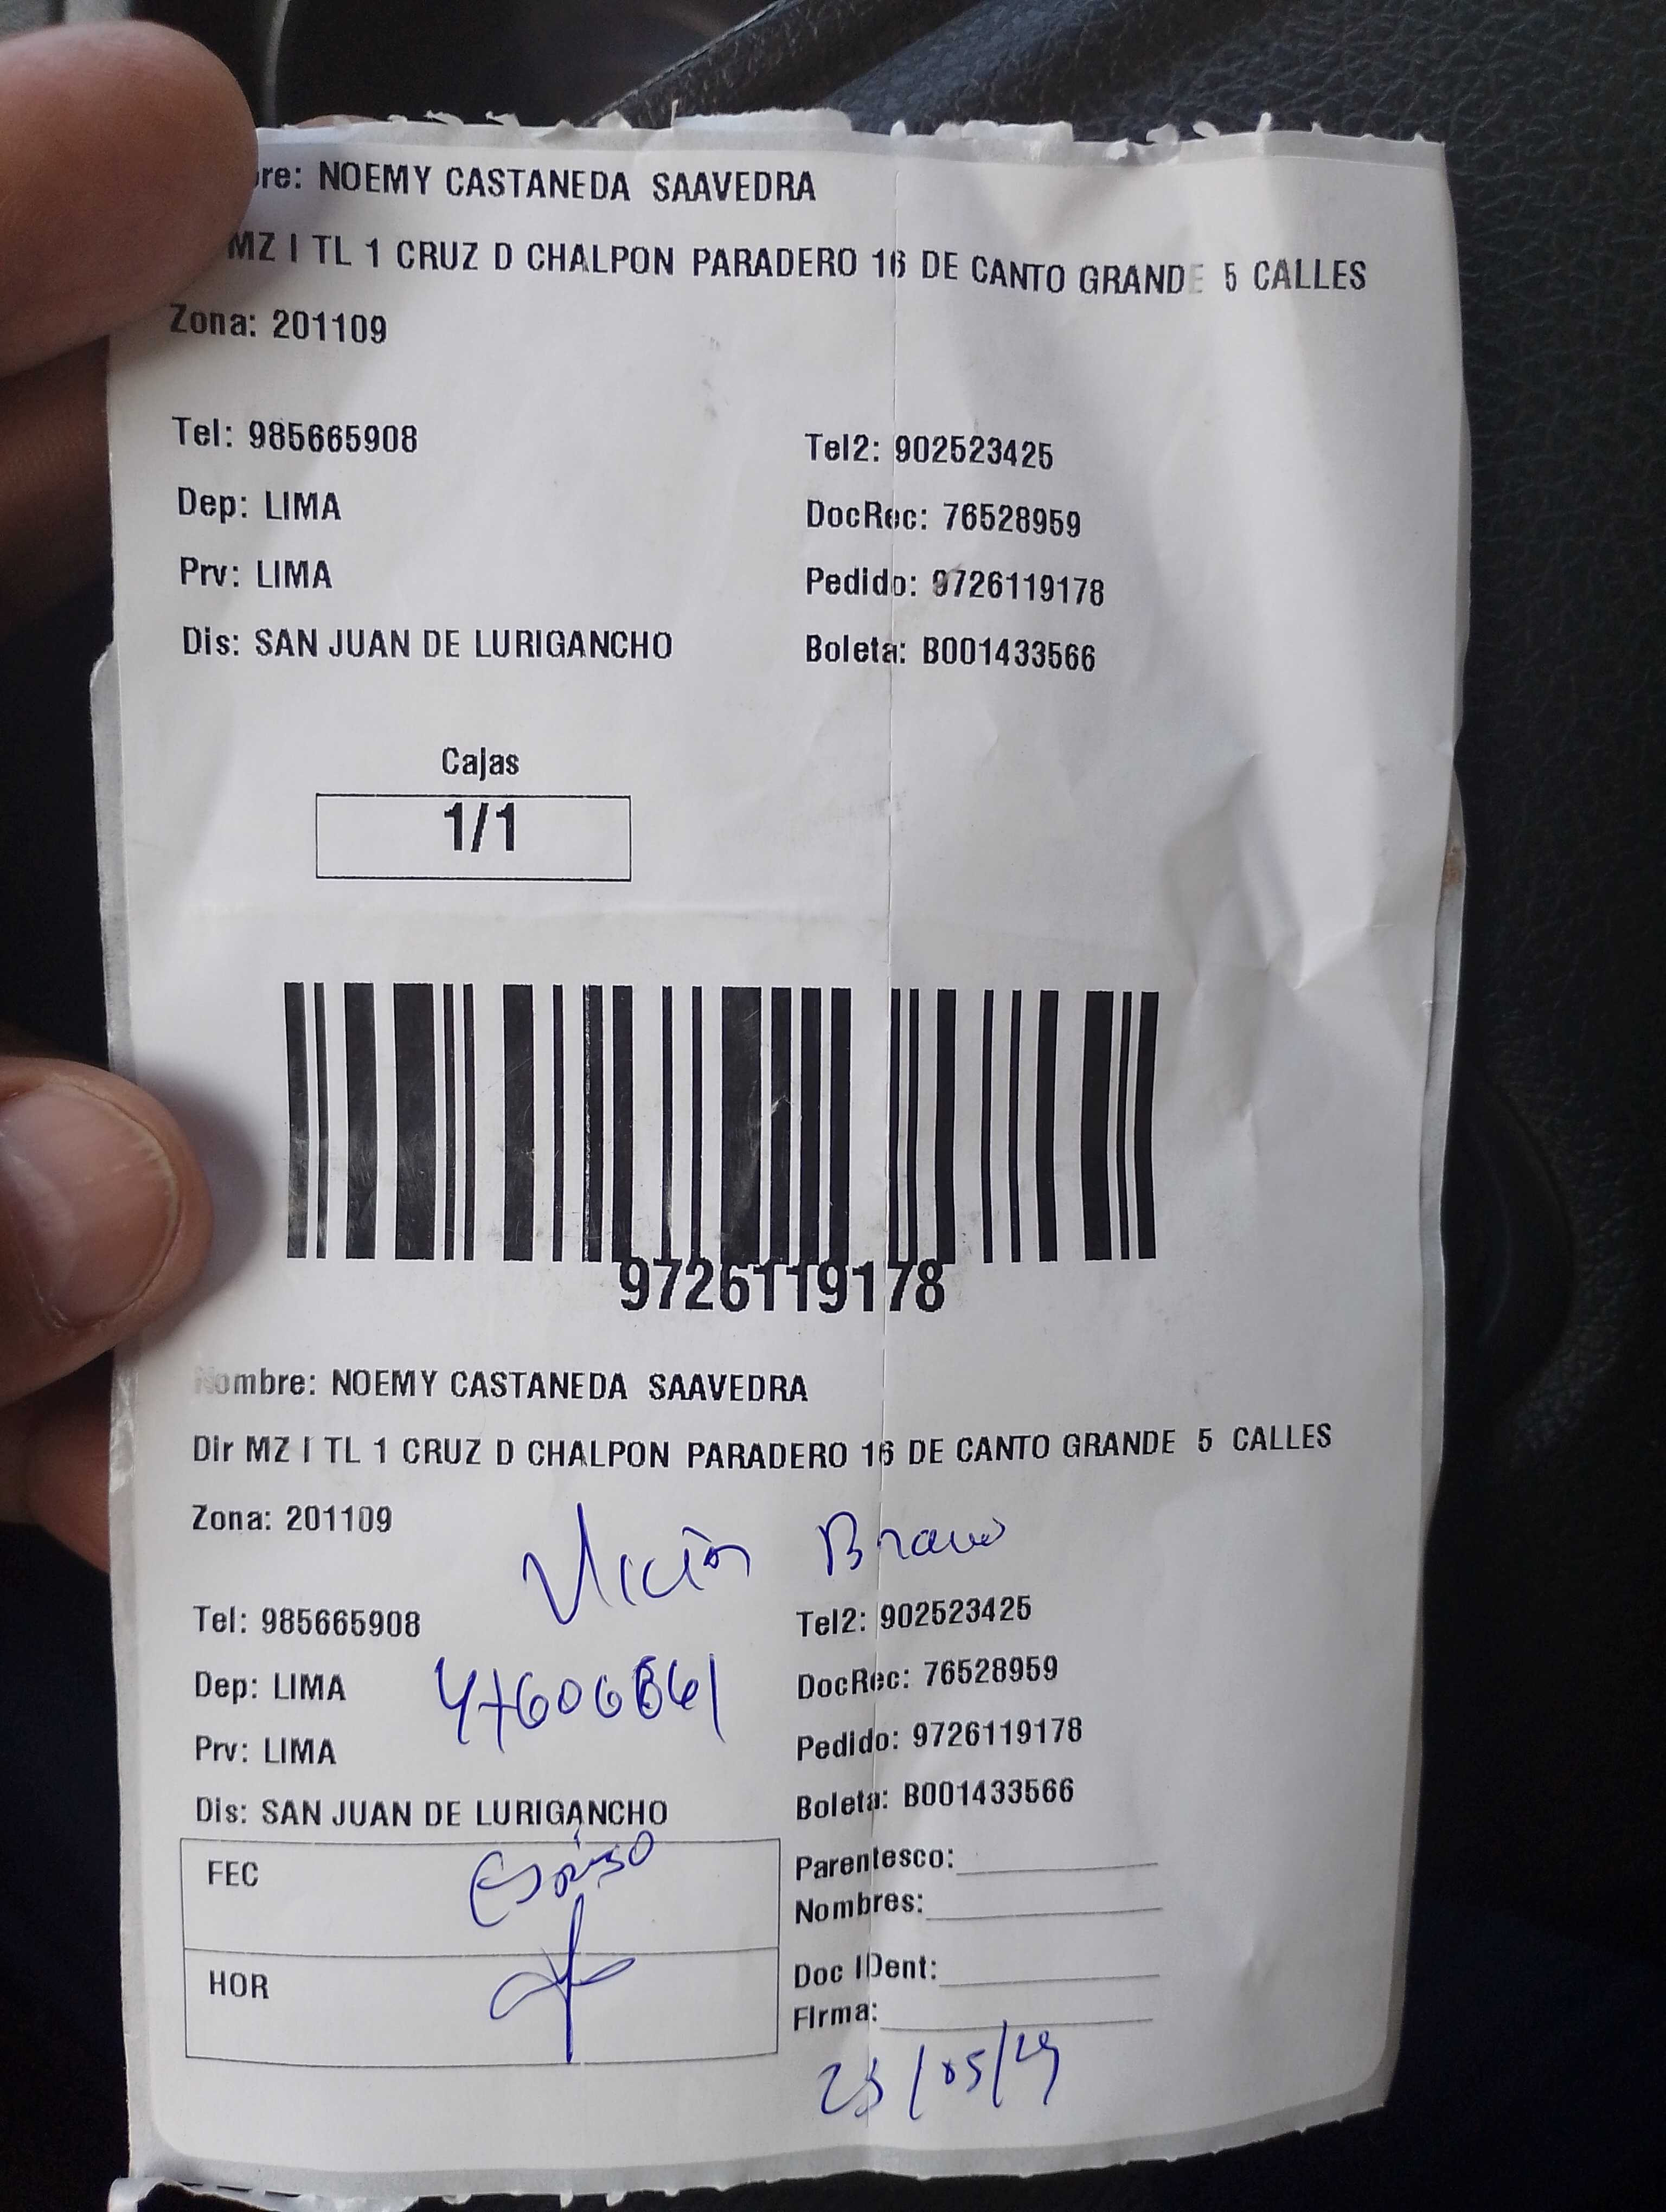 re: NOEMY CASTANEDA SAAVEDRA
MZ I TL 1 CRUZ D CHALPON PARADERO 16 DE CANTO GRANDE 5 CALLES
Zona: 201109
Tel: 985665908 Tel2: 902523425
Dep: LIMA DocRec: 76528959
Prv: LIMA Pedido: 9726119178
Dis: SAN JUAN DE LURIGANCHO Boleta: B001433566
Cajas
1/1
9726119178
Nombre: NOEMY CASTANEDA SAAVEDRA
Dir MZ I TL 1 CRUZ D CHALPON PARADERO 16 DE CANTO GRANDE 5 CALLES
Zona: 201109
Bravo
Tel: 985665908 Tel2: 902523425
Dep: LIMA DocRec: 76528959
Prv: LIMA Pedido: 9726119178
Dis: SAN JUAN DE LURIGANCHO Boleta: B001433566
FEC Esposo Parentesco:
Nombres:
HOR Doc IDent:
Firma: